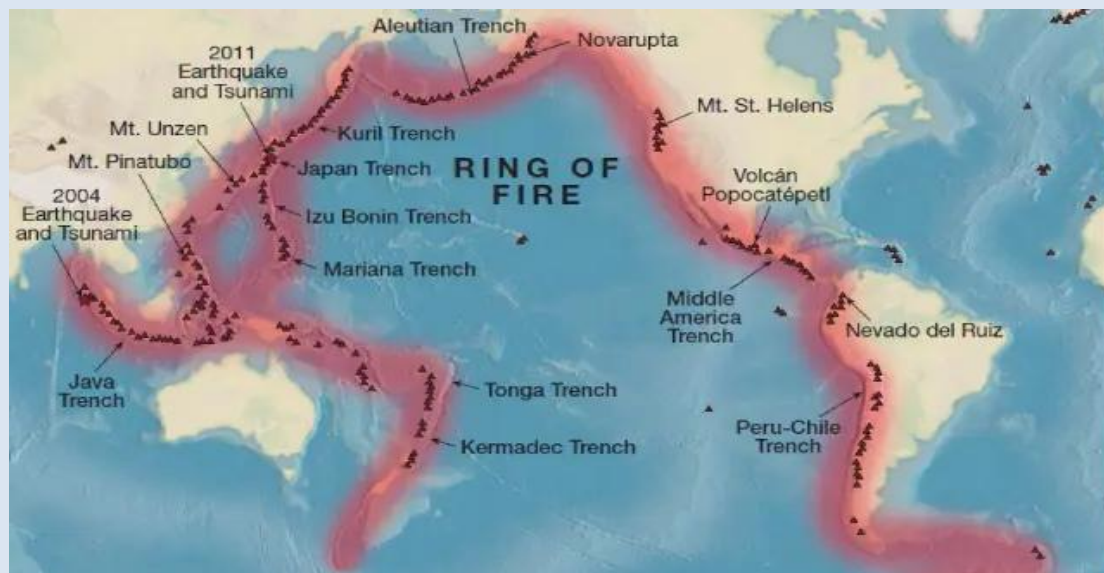 Aleutian Trench
Novarupta
2011
Earthquake
and Tsunami
Mt. Unzen
Mt. Pinatubo
2004
Earthquake
and Tsunami
Kuril Trench
Japan Trench
Izu Bonin Trench
Mariana Trench
RING OF
FIRE
Mt. St. Helens
Volcán
Popocatépetl
Middle
America
Trench
Nevado del Ruiz
Java
Trench
Tonga Trench
Kermadec Trench
Peru-Chile
Trench